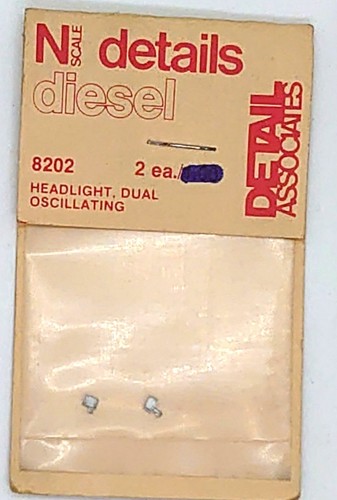 N SCALE details
diesel
8202 2 ea./
HEADLIGHT, DUAL
OSCILLATING
DETAIL
ASSOCIATES